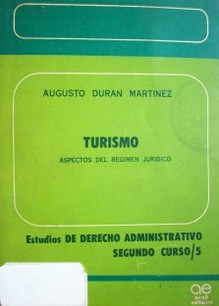 AUGUSTO DURAN MARTINEZ
TURISMO
ASPECTOS DEL REGIMEN JURIDICO
Estudios DE DERECHO ADMINISTRATIVO
SEGUNDO CURSO/5